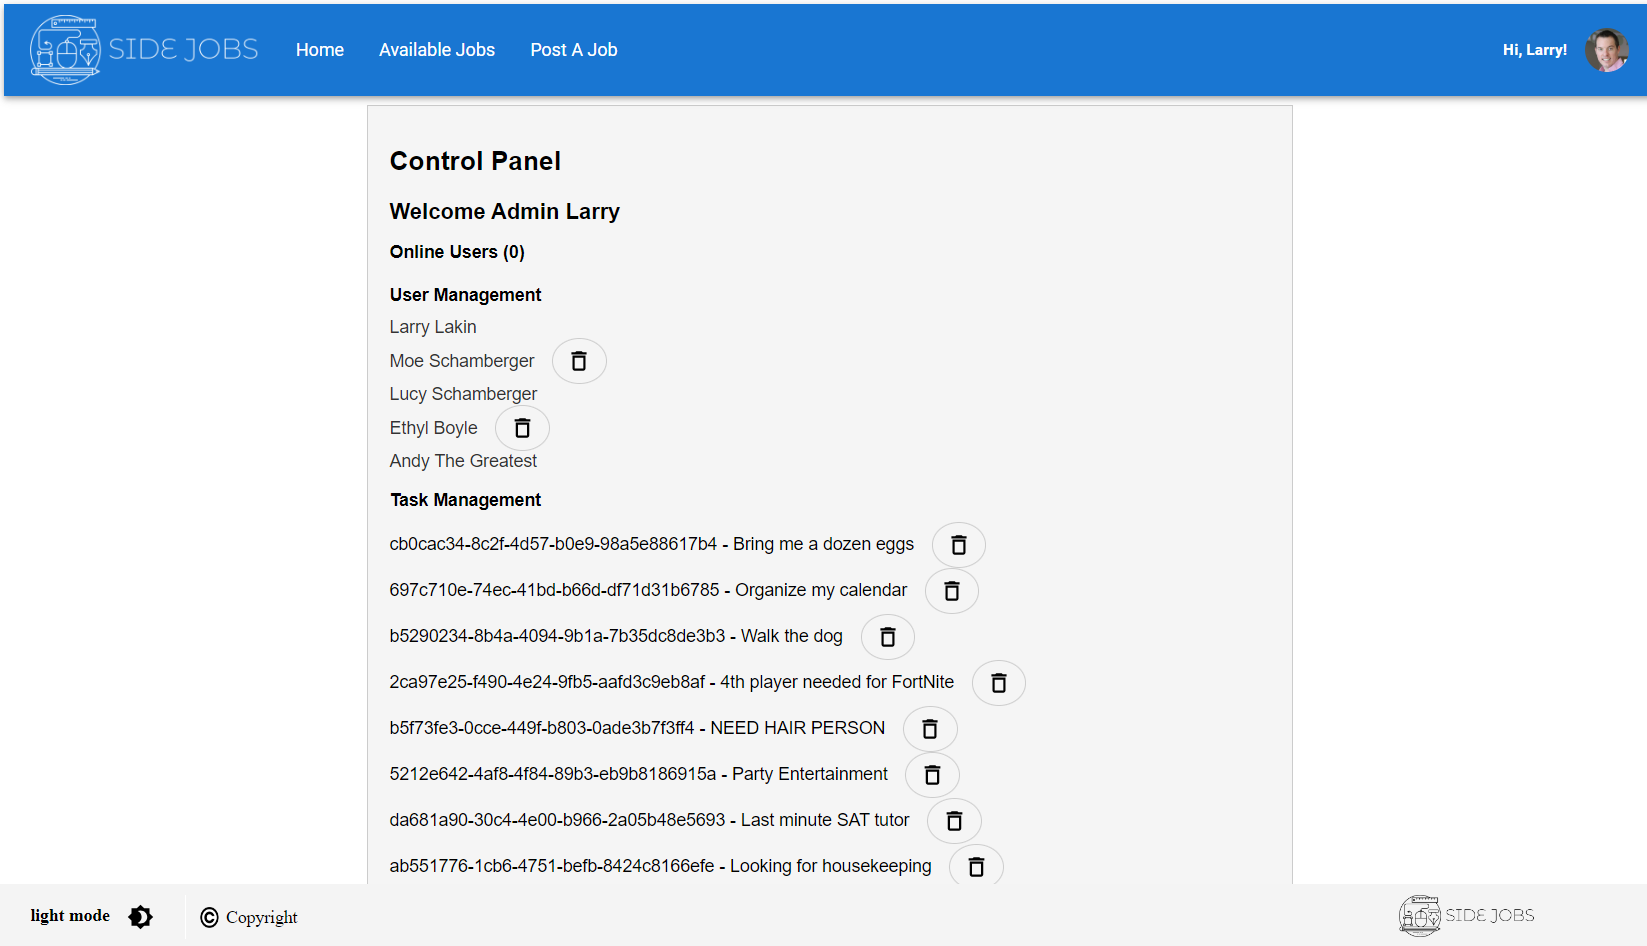 SIDE JOBS
Home
Available Jobs
Post A Job
Hi, Larry!
Control Panel
Welcome Admin Larry
Online Users (0)
User Management
Larry Lakin
Moe Schamberger
Lucy Schamberger
Ethyl Boyle
Andy The Greatest
Task Management
cb0cac34-8c2f-4d57-b0e9-98a5e88617b4 - Bring me a dozen eggs
697c710e-74ec-41bd-b66d-df71d31b6785 - Organize my calendar
b5290234-8b4a-4094-9b1a-7b35dc8de3b3 - Walk the dog
2ca97e25-f490-4e24-9fb5-aafd3c9eb8af - 4th player needed for FortNite
b5f73fe3-0cce-449f-b803-0ade3b7f3ff4 - NEED HAIR PERSON
5212e642-4af8-4f84-89b3-eb9b8186915a - Party Entertainment
da681a90-30c4-4e00-b966-2a05b48e5693 - Last minute SAT tutor
ab551776-1cb6-4751-befb-8424c8166efe - Looking for housekeeping
light mode
© Copyright
SIDE JOBS